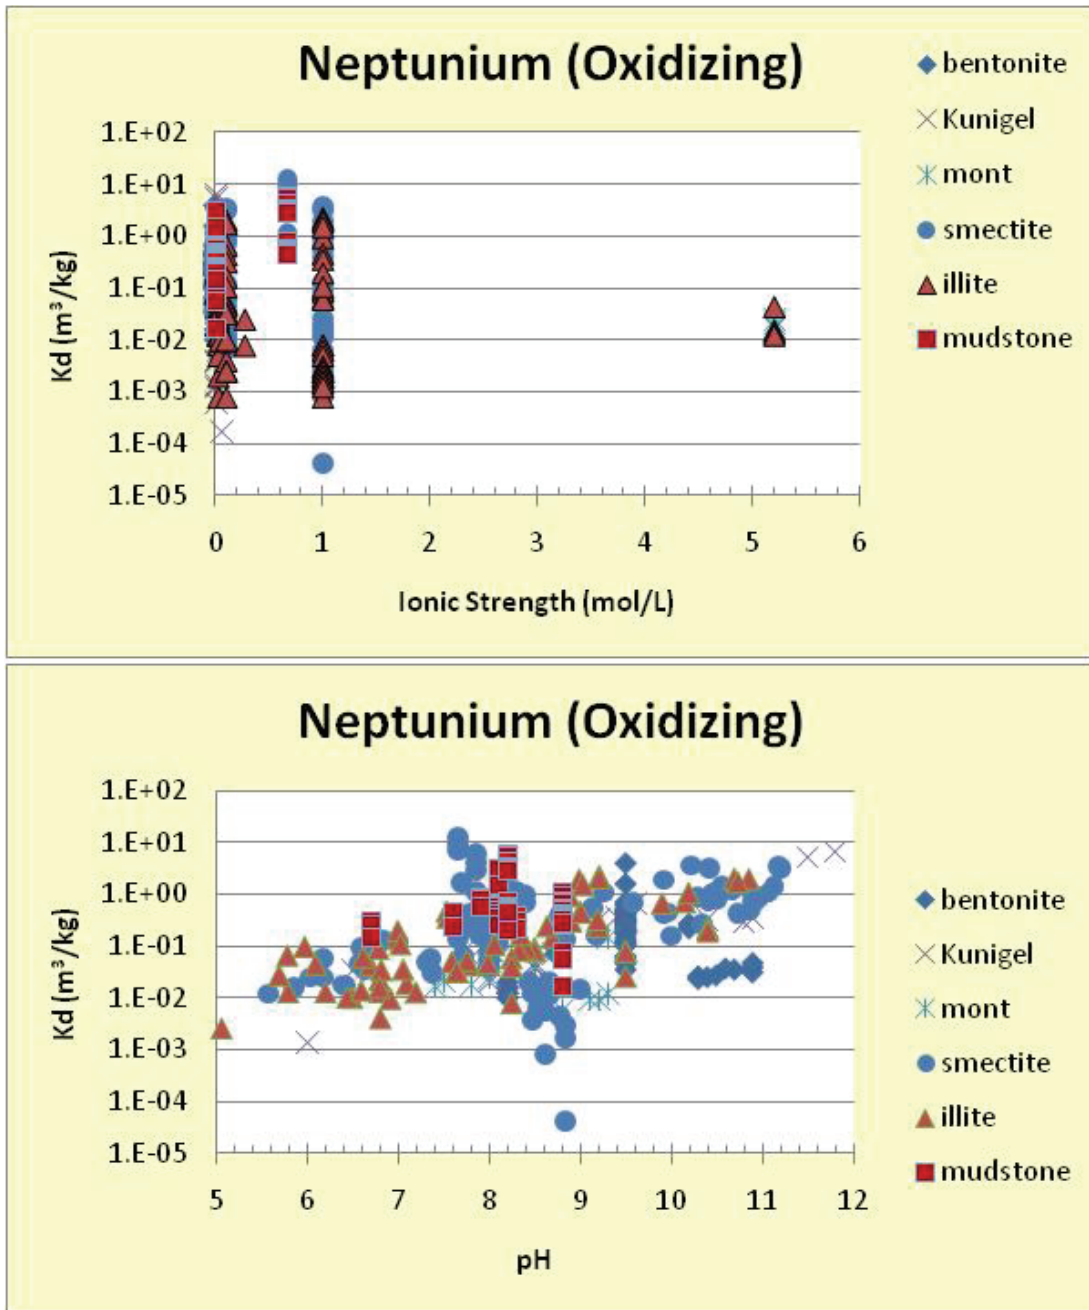 Neptunium (Oxidizing)
1.E+02
1.E+01
1.E+00
1.E-01
1.E-02
1.E-03
1.E-04
1.E-05
Kd (m³/kg)
0 1 2 3 4 5 6
Ionic Strength (mol/L)
bentonite
Kunigel
mont
smectite
illite
mudstone
Neptunium (Oxidizing)
1.E+02
1.E+01
1.E+00
1.E-01
1.E-02
1.E-03
1.E-04
1.E-05
Kd (m³/kg)
5 6 7 8 9 10 11 12
pH
bentonite
Kunigel
mont
smectite
illite
mudstone